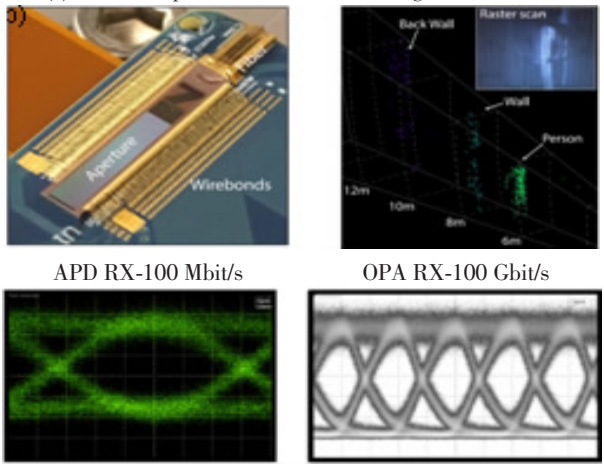 Raster scan
Back Wall
Fiber
Wall
Aperture
Person
Wirebonds
12m
10m
8m
6m
APD RX-100 Mbit/s
OPA RX-100 Gbit/s